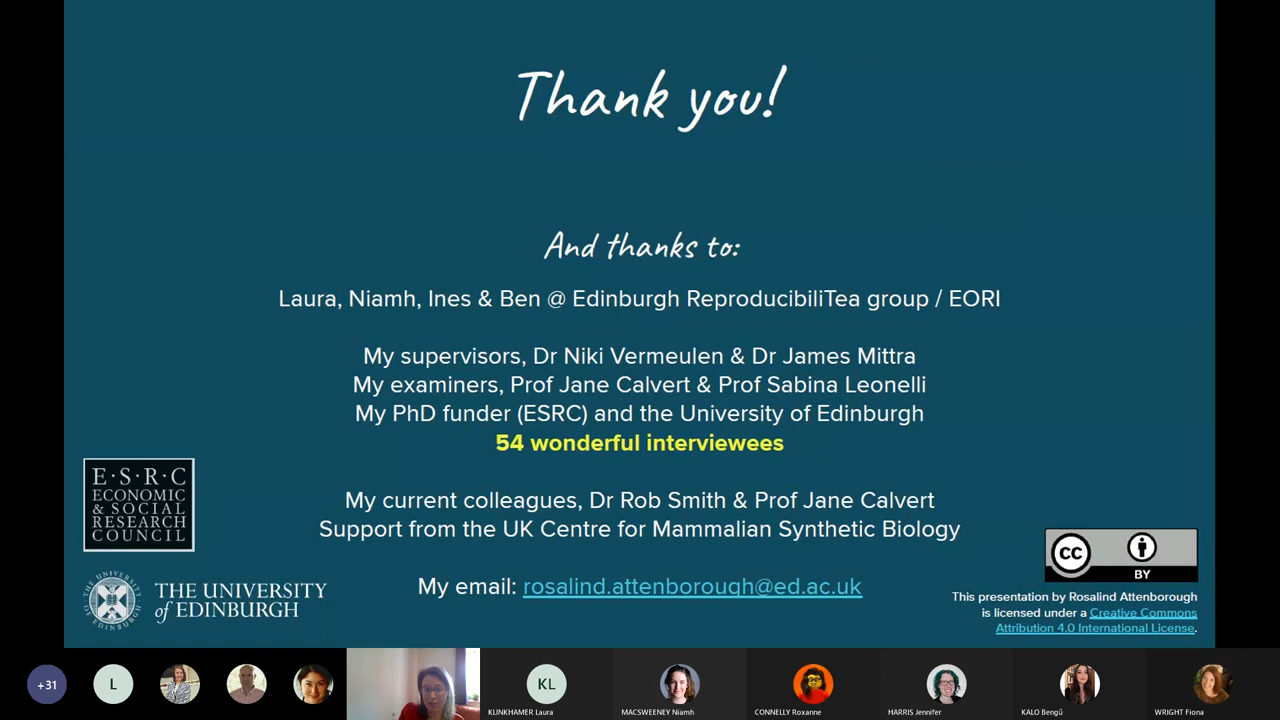 Thank you!
And thanks to:
Laura, Niamh, Ines & Ben @ Edinburgh ReproducibiliTea group / EORI
My supervisors, Dr Niki Vermeulen & Dr James Mittra
My examiners, Prof Jane Calvert & Prof Sabina Leonelli
My PhD funder (ESRC) and the University of Edinburgh
54 wonderful interviewees
My current colleagues, Dr Rob Smith & Prof Jane Calvert
Support from the UK Centre for Mammalian Synthetic Biology
My email: rosalind.attenborough@ed.ac.uk
E·S·R·C
ECONOMIC
& SOCIAL
RESEARCH
COUNCIL
THE UNIVERSITY
of EDINBURGH
CC
BY
This presentation by Rosalind Attenborough
is licensed under a Creative Commons
Attribution 4.0 International License.
+31
L
KL
KLINKHAMER Laura
MACSWEENEY Niamh
CONNELLY Roxanne
HARRIS Jennifer
KALO Bengü
WRIGHT Fiona